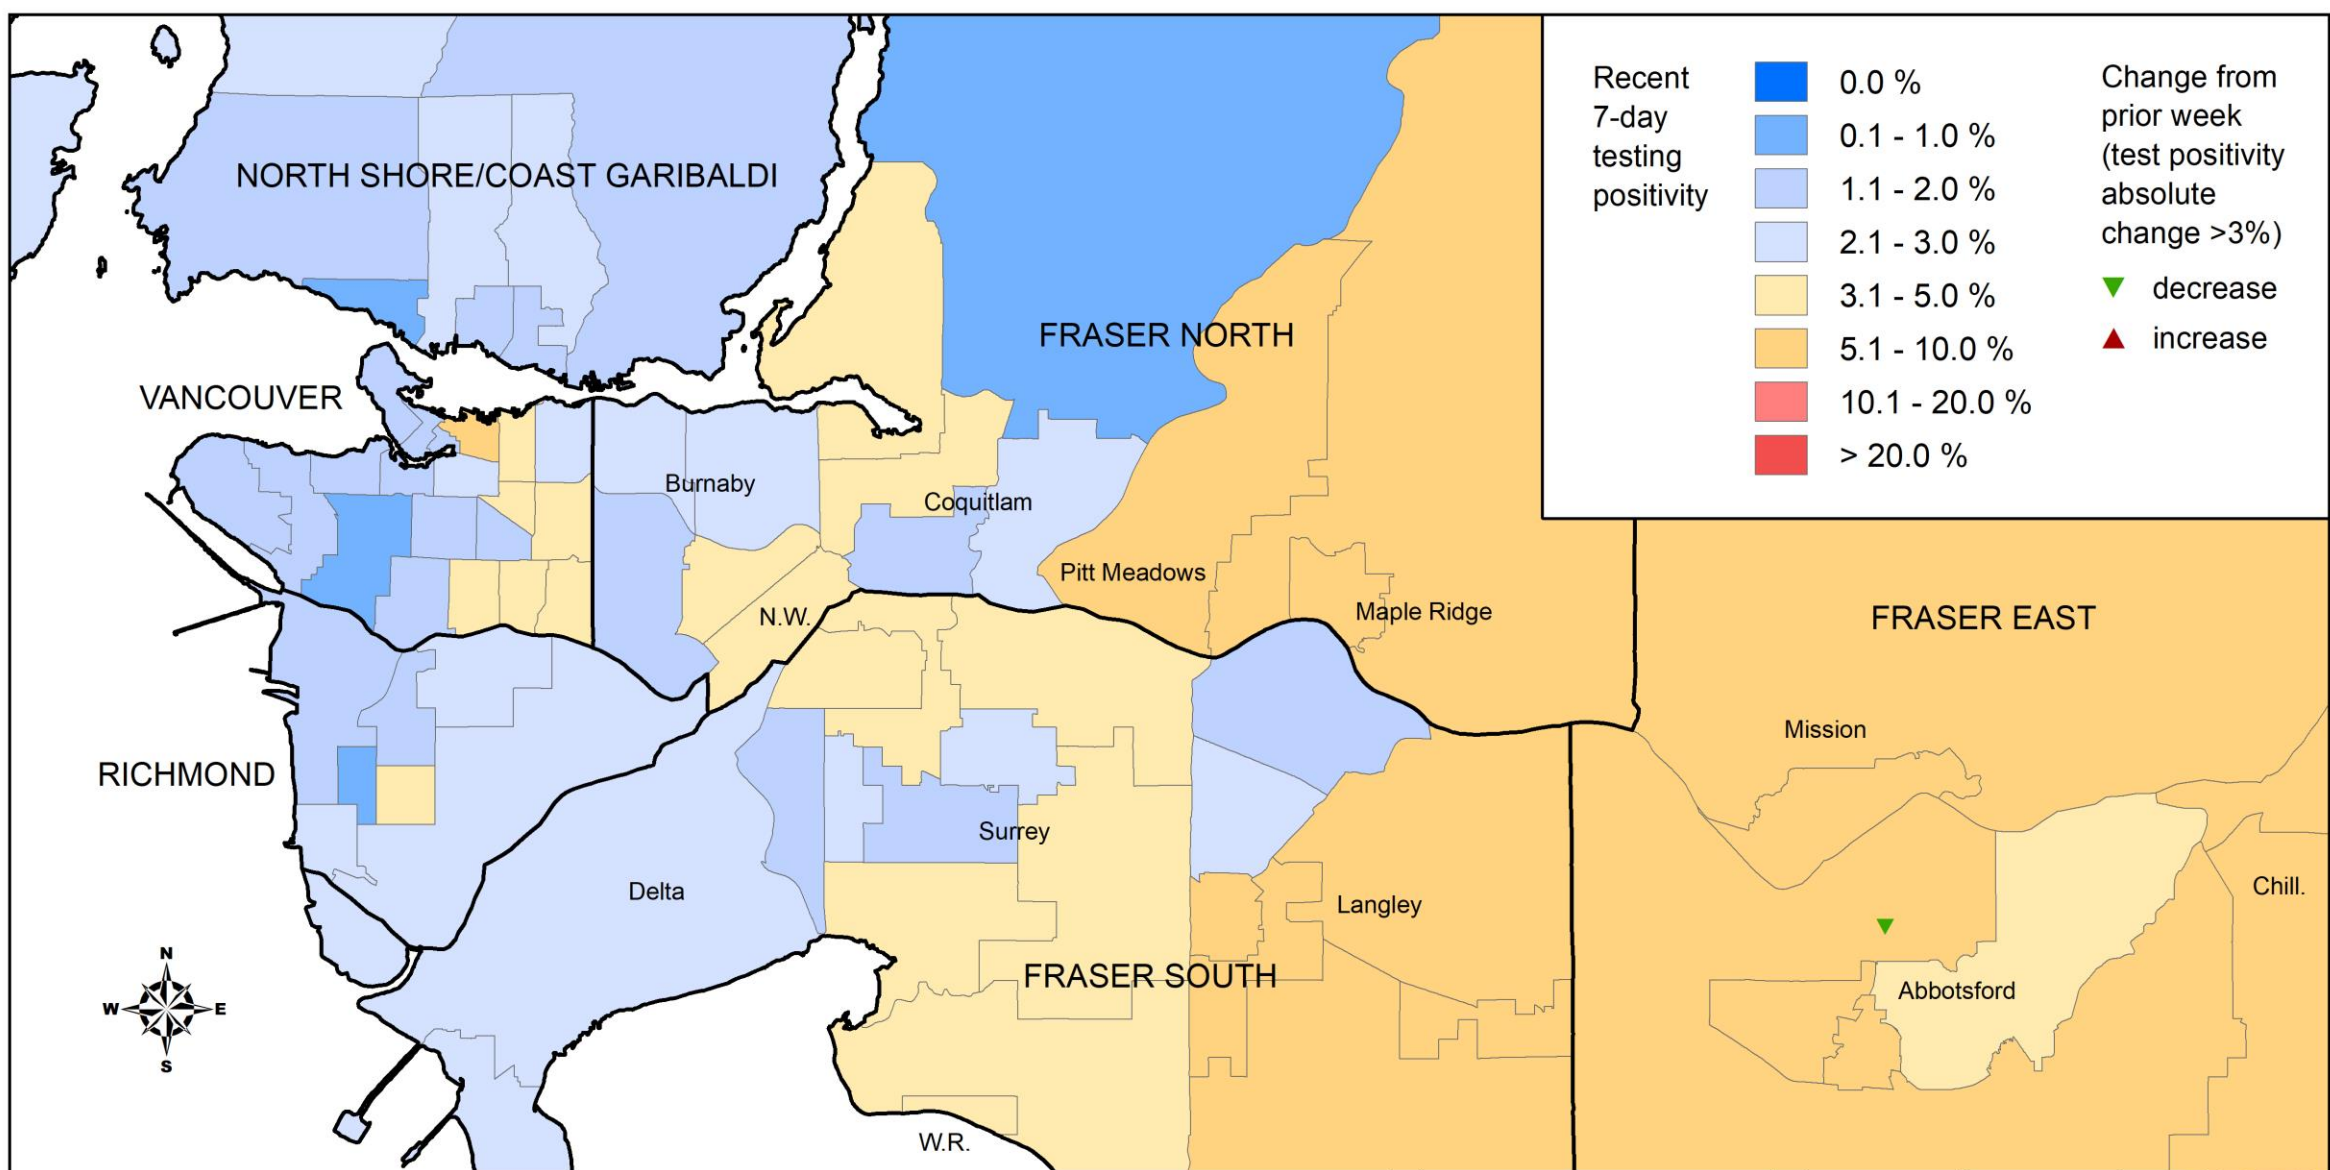 Recent
7-day
testing
positivity
0.0 %
0.1 - 1.0 %
1.1 - 2.0 %
2.1 - 3.0 %
3.1 - 5.0 %
5.1 - 10.0 %
10.1 - 20.0 %
> 20.0 %
Change from
prior week
(test positivity
absolute
change >3%)
decrease
increase
NORTH SHORE/COAST GARIBALDI
FRASER NORTH
VANCOUVER
Burnaby
Coquitlam
Pitt Meadows
Maple Ridge
N.W.
FRASER EAST
Mission
RICHMOND
Surrey
Delta
Langley
Chill.
FRASER SOUTH
Abbotsford
W.R.
N
W
E
S